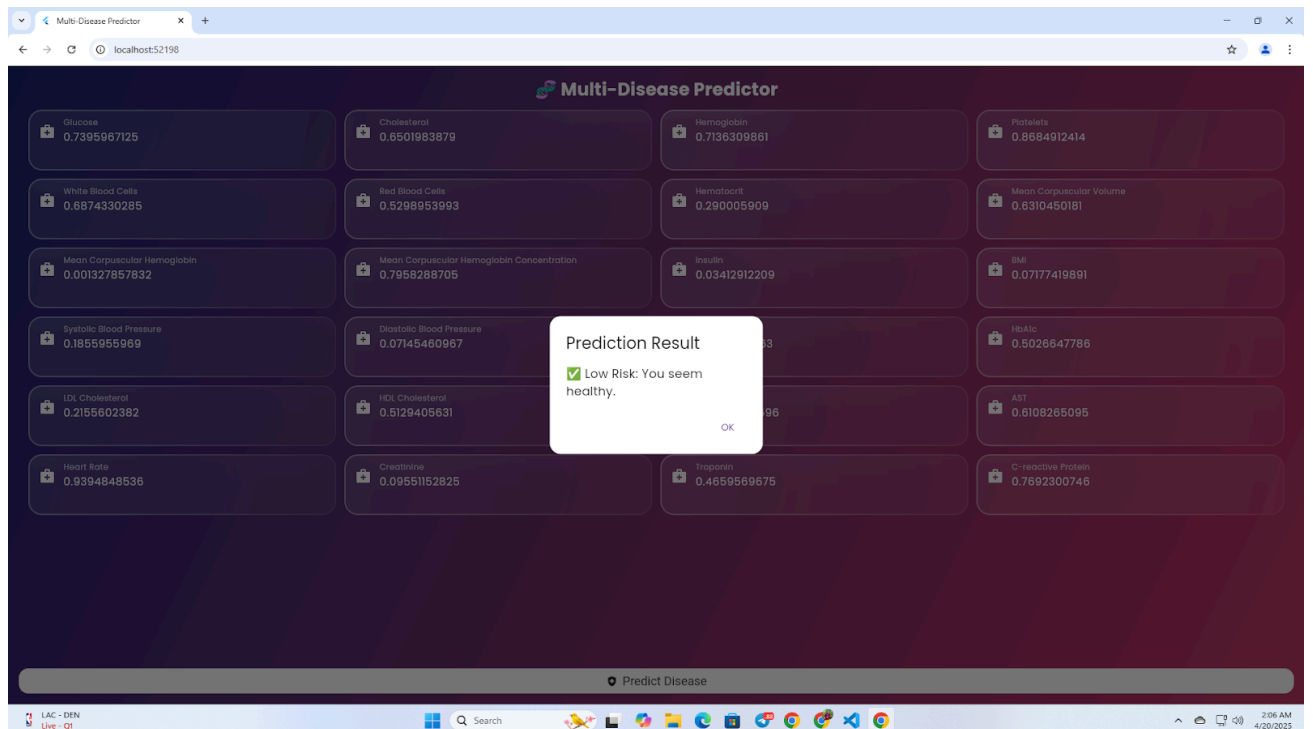 Multi-Disease Predictor
localhost:52198
Multi-Disease Predictor
Glucose
0.7395967125
Cholesterol
0.6501983879
Hemoglobin
0.7136309861
Platelets
0.8684912414
White Blood Cells
0.6874330285
Red Blood Cells
0.5298953993
Hematocrit
0.290005909
Mean Corpuscular Volume
0.6310450181
Mean Corpuscular Hemoglobin
0.001327857832
Mean Corpuscular Hemoglobin Concentration
0.7958288705
Insulin
0.03412912209
BMI
0.07177419891
Systolic Blood Pressure
0.1855955969
Diastolic Blood Pressure
0.07145460967
HbA1c
0.5026647786
LDL Cholesterol
0.2155602382
HDL Cholesterol
0.5129405631
96
AST
0.6108265095
Heart Rate
0.9394848536
Creatinine
0.09551152825
Troponin
0.4659569675
C-reactive Protein
0.7692300746
Prediction Result
✅ Low Risk: You seem
healthy.
OK
Predict Disease
LAC - DEN
Live - Q1
Search
2:06 AM
4/20/2025